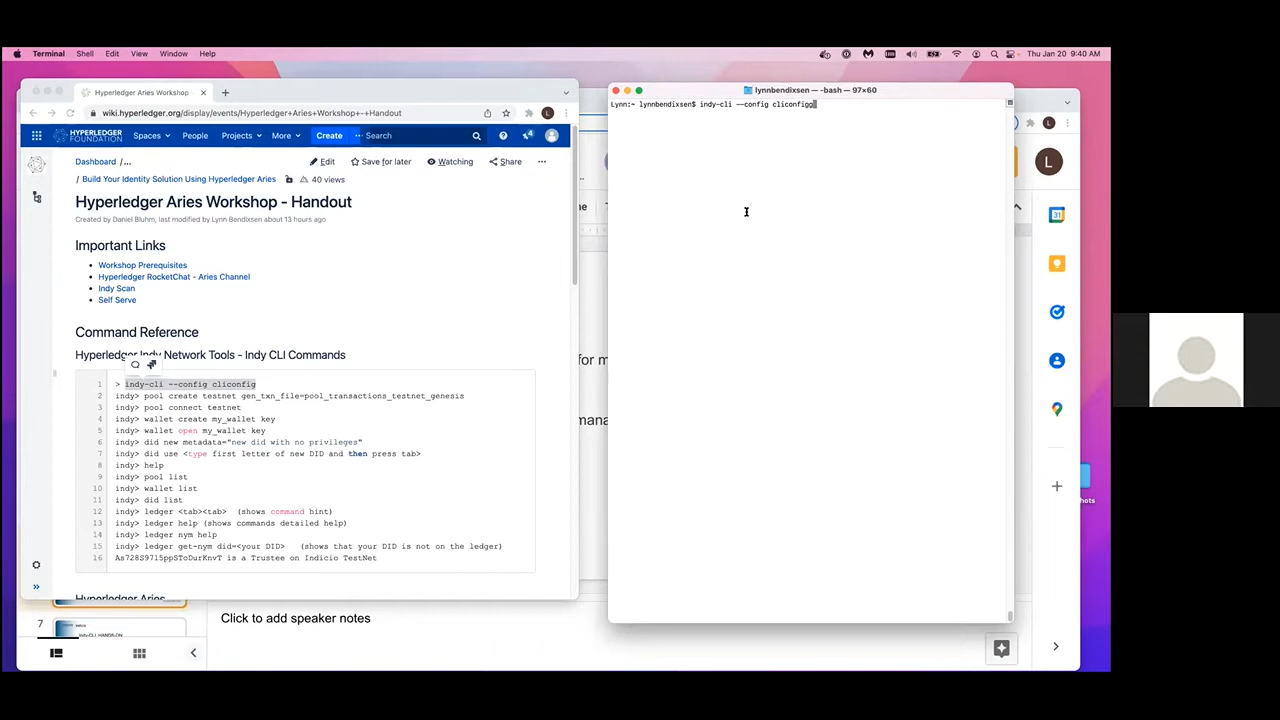 Terminal Shell Edit View Window Help
Thu Jan 20 9:40 AM
Hyperledger Aries Workshop
wiki.hyperledger.org/display/events/Hyperledger+Aries+Workshop+-+Handout
L
HYPERLEDGER
FOUNDATION
Spaces People Projects More Create Search
4
Dashboard /...
Edit Save for later Watching Share
/ Build Your Identity Solution Using Hyperledger Aries 40 views
Hyperledger Aries Workshop - Handout
Created by Daniel Bluhm, last modified by Lynn Bendixsen about 13 hours ago
Important Links
Workshop Prerequisites
Hyperledger RocketChat - Aries Channel
Indy Scan
Self Serve
Command Reference
Hyperledger Indy Network Tools - Indy CLI Commands
1 > indy-cli --config cliconfig
2 indy> pool create testnet gen_txn_file=pool_transactions_testnet_genesis
3 indy> pool connect testnet
4 indy> wallet create my_wallet key
5 indy> wallet open my_wallet key
6 indy> did new metadata="new did with no privileges"
7 indy> did use <type first letter of new DID and then press tab>
8 indy> help
9 indy> pool list
10 indy> wallet list
11 indy> did list
12 indy> ledger <tab><tab> (shows command hint)
13 indy> ledger help (shows commands detailed help)
14 indy> ledger nym help
15 indy> ledger get-nym did=<your DID> (shows that your DID is not on the ledger)
16 As728S9715ppSToDurKnvT is a Trustee on Indicio TestNet
Hyperledger Aries
7
indy-CLI HANDS-ON
Click to add speaker notes
for m
mana
lynnbendixsen — -bash — 97×60
Lynn:~ lynnbendixsen$ indy-cli --config cliconfigg
L
L
31
hots